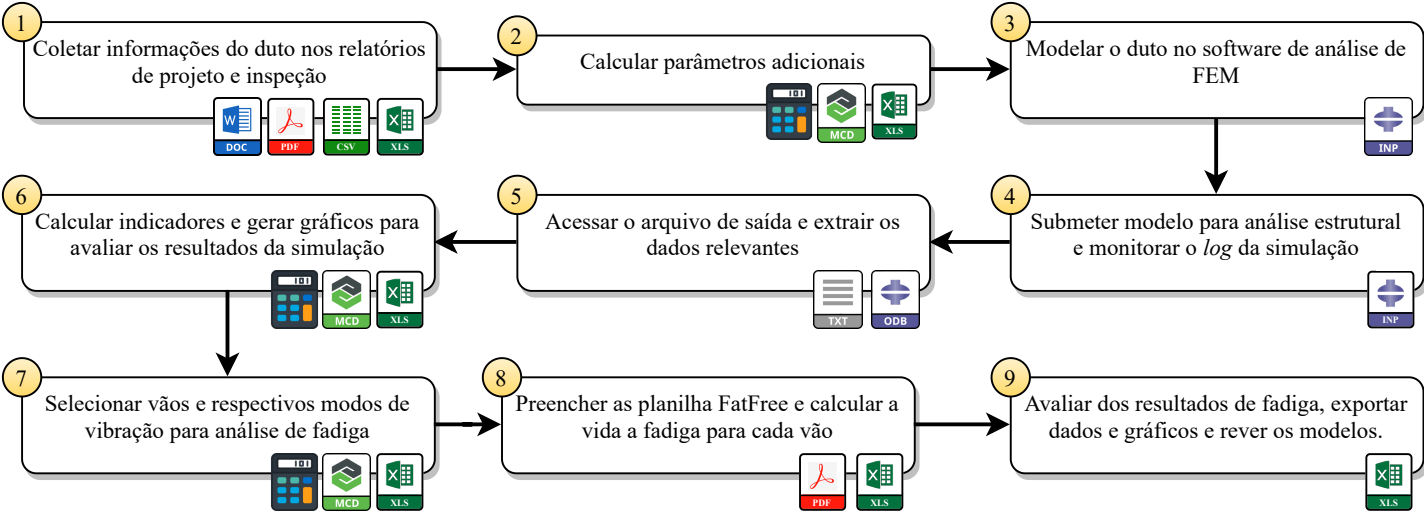 1
Coletar informações do duto nos relatórios
de projeto e inspeção
DOC
PDF
CSV
XLS
2
Calcular parâmetros adicionais
101
MCD
XLS
3
Modelar o duto no software de análise de
FEM
INP
4
Submeter modelo para análise estrutural
e monitorar o log da simulação
INP
5
Acessar o arquivo de saída e extrair os
dados relevantes
TXT
ODB
6
Calcular indicadores e gerar gráficos para
avaliar os resultados da simulação
101
MCD
XLS
7
Selecionar vãos e respectivos modos de
vibração para análise de fadiga
101
MCD
XLS
8
Preencher as planilha FatFree e calcular a
vida a fadiga para cada vão
PDF
XLS
9
Avaliar dos resultados de fadiga, exportar
dados e gráficos e rever os modelos.
XLS